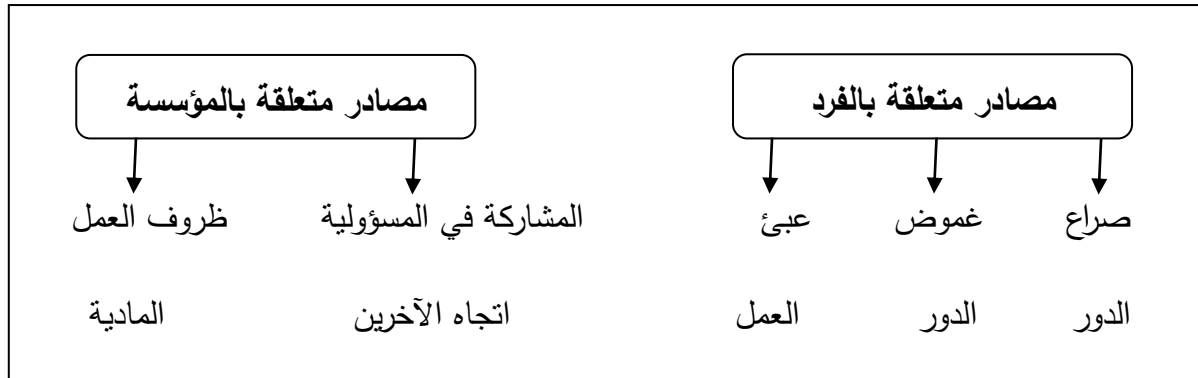 مصادر متعلقة بالفرد
مصادر متعلقة بالمؤسسة
صراع
غموض
عبئ
المشاركة في المسؤولية
ظروف العمل
الدور
الدور
العمل
اتجاه الآخرين
المادية